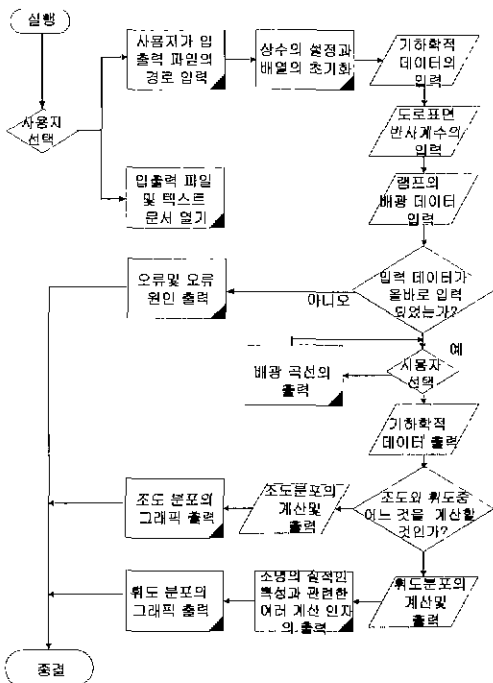 실행
사용자
선택
사용자가 입
출력 파일의
경로 입력
상수의 설정과
배열의 초기화
기하학적
데이터의
입력
도로표면
반사계수의
입력
램프의
배광 데이터
입력
입출력 파일
및 텍스트
문서 열기
입력 데이터가
올바로 입력
되었는가?
아니오
예
오류및 오류
원인 출력
사용자
선택
배광 곡선의
출력
기하학적
데이터 출력
조도와 휘도중
어느 것을 계산할
것인가?
조도분포의
계산및
출력
조도 분포의
그래픽 출력
휘도분포의
계산및
출력
조명의 질적인
특성과 관련한
여러 계산 인자
의 출력
휘도 분포의
그래픽 출력
종결